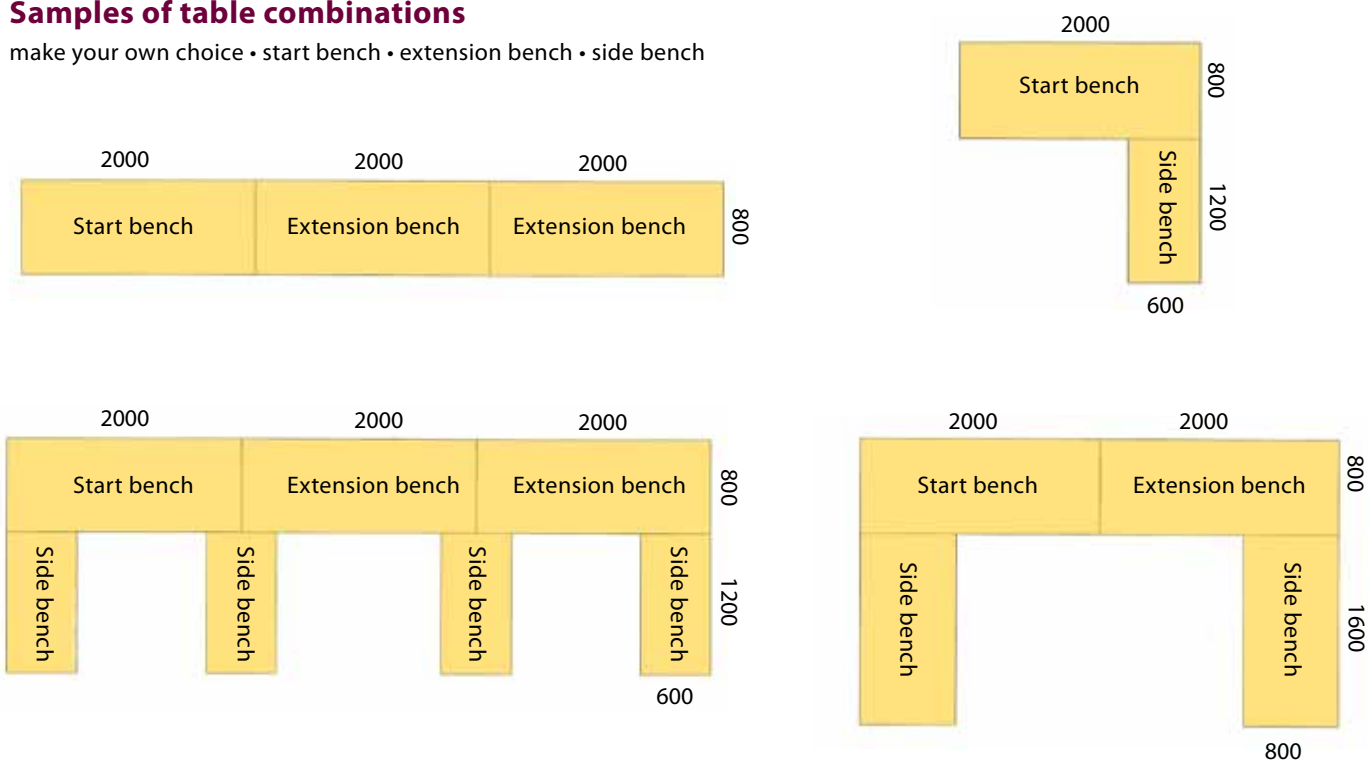 Samples of table combinations
make your own choice • start bench • extension bench • side bench
2000
2000
2000
Start bench
Extension bench
Extension bench
800
2000
Start bench
800
Side bench
1200
600
2000
2000
2000
Start bench
Extension bench
Extension bench
800
Side bench
Side bench
Side bench
Side bench
1200
600
2000
2000
Start bench
Extension bench
800
Side bench
Side bench
1600
800